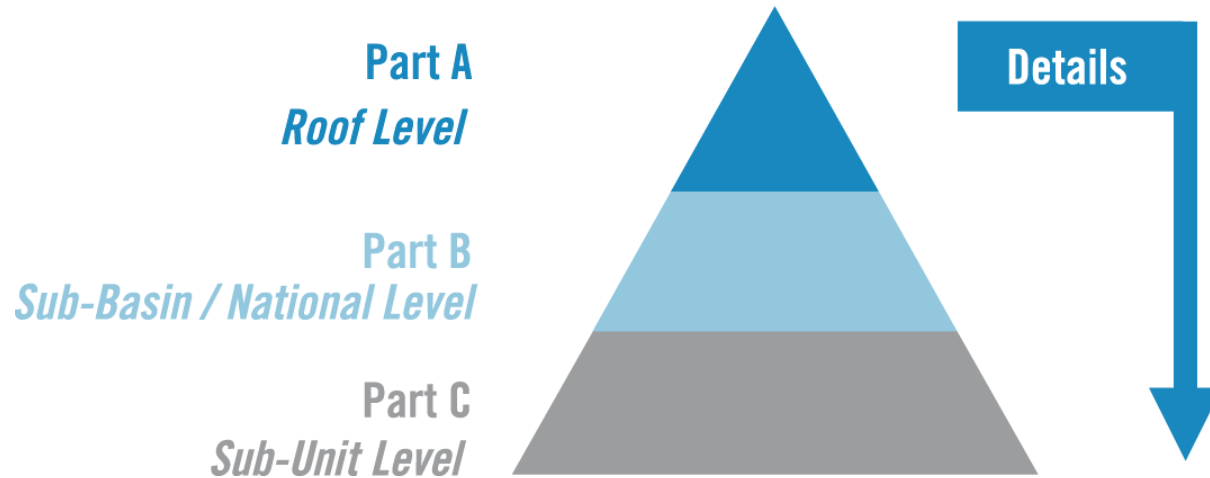 Part A
Roof Level
Details
Part B
Sub-Basin / National Level
Part C
Sub-Unit Level